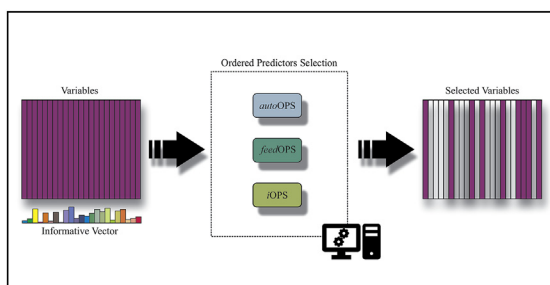 Ordered Predictors Selection
Variables
Selected Variables
autoOPS
feedOPS
iOPS
Informative Vector